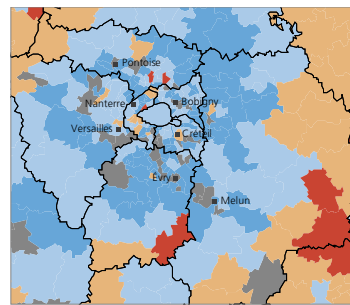 Pontoise
Nanterre
Bobigny
Versailles
Créteil
Évry
Melun